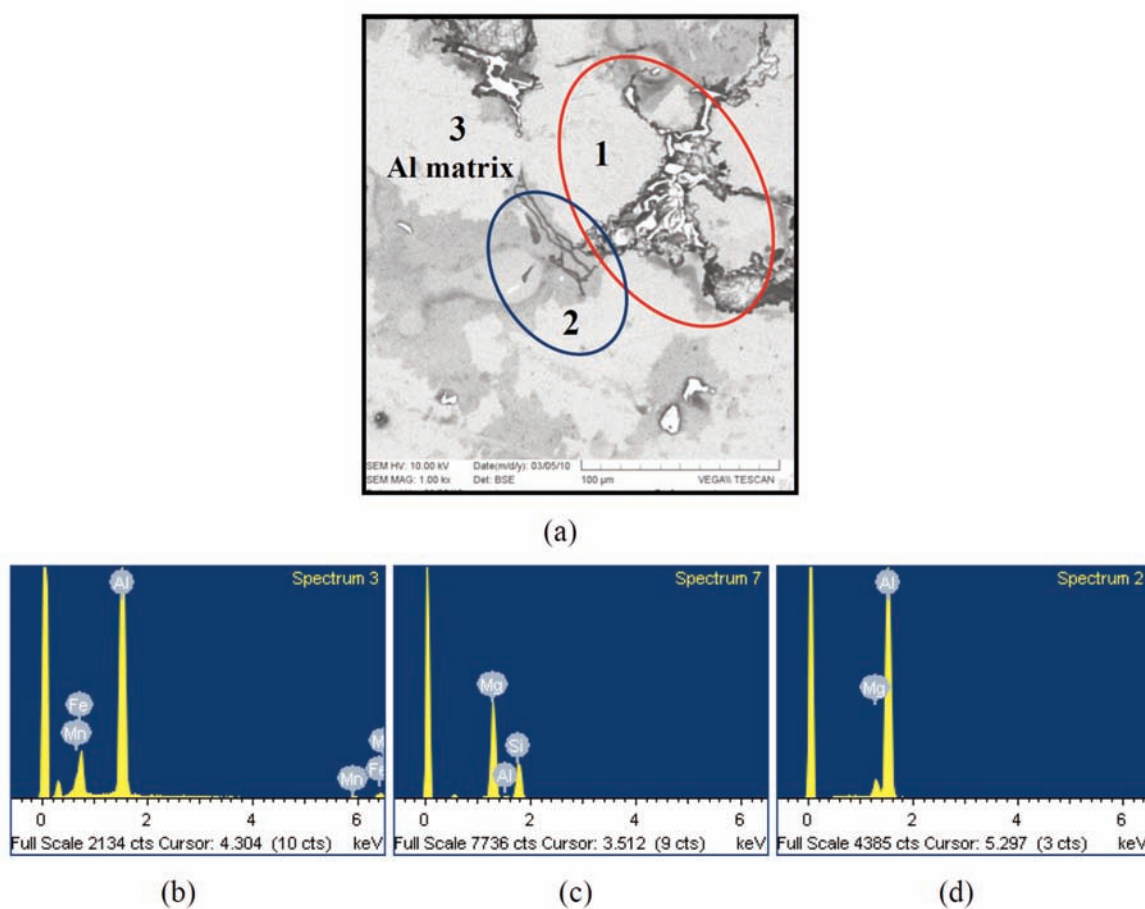 1
3
Al matrix
2
SEM HV: 10.00 kV Date(m/d/y): 03/05/10
SEM MAG: 1.00 kx Det: BSE 100 µm VEGA\\ TESCAN
(a)
Spectrum 3
Al
Fe
Mn
Mn
Fe
0 2 4 6
Full Scale 2134 cts Cursor: 4.304 (10 cts) keV
(b)
Spectrum 7
Mg
Si
Al
0 2 4 6
Full Scale 7736 cts Cursor: 3.512 (9 cts) keV
(c)
Spectrum 2
Al
Mg
0 2 4 6
Full Scale 4385 cts Cursor: 5.297 (3 cts) keV
(d)